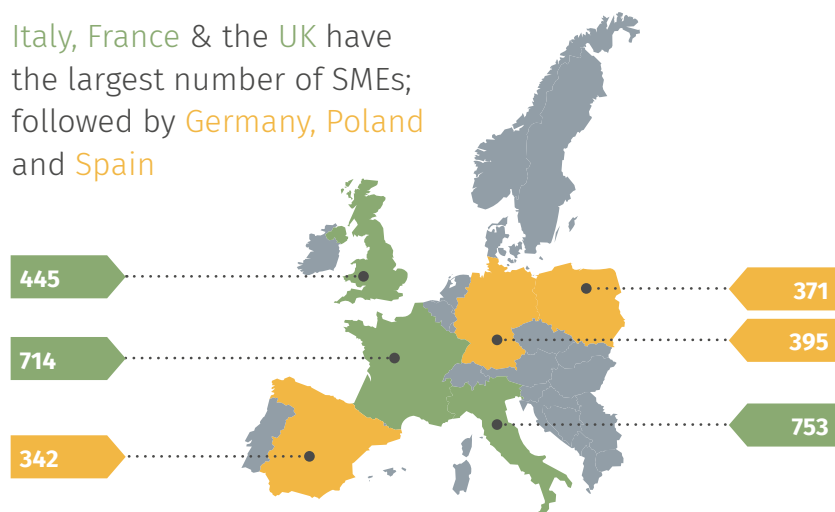 Italy, France & the UK have
the largest number of SMEs;
followed by Germany, Poland
and Spain
445
714
342
371
395
753